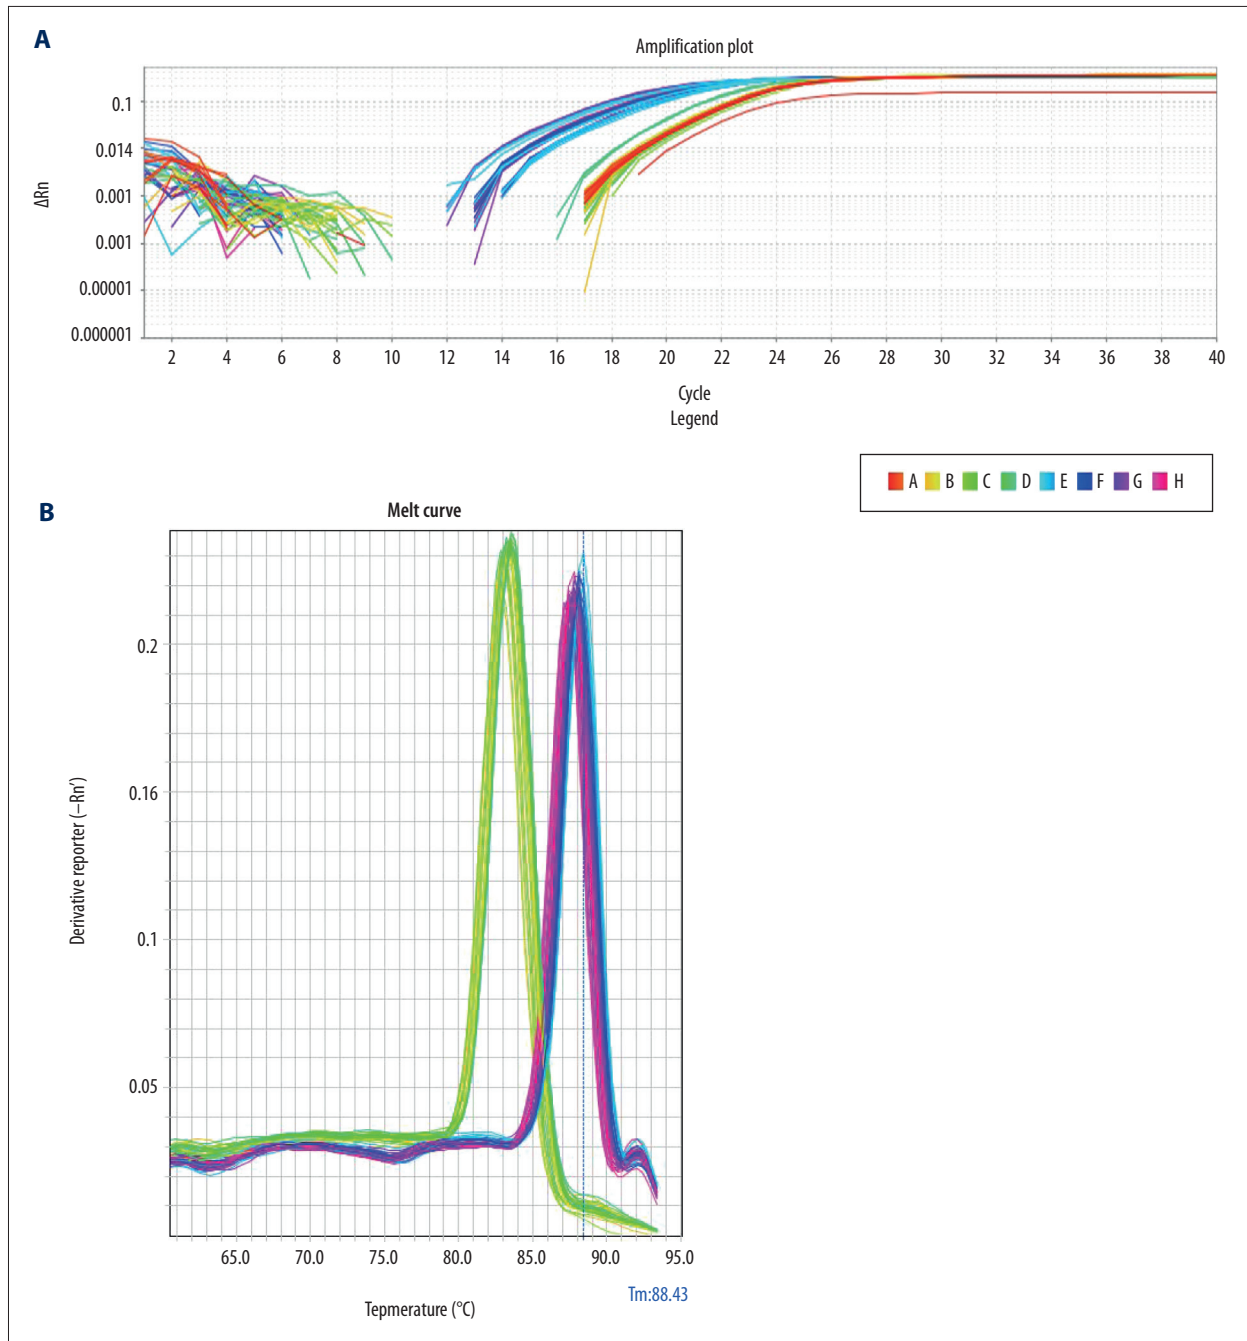 A
Amplification plot
0.1
0.014
0.001
0.001
0.00001
0.000001
ΔRn
2 4 6 8 10 12 14 16 18 20 22 24 26 28 30 32 34 36 38 40
Cycle
Legend
A B C D E F G H
B
Melt curve
0.2
0.16
0.1
0.05
Derivative reporter (–Rn')
65.0 70.0 75.0 80.0 85.0 90.0 95.0
Tm:88.43
Tepmerature (°C)